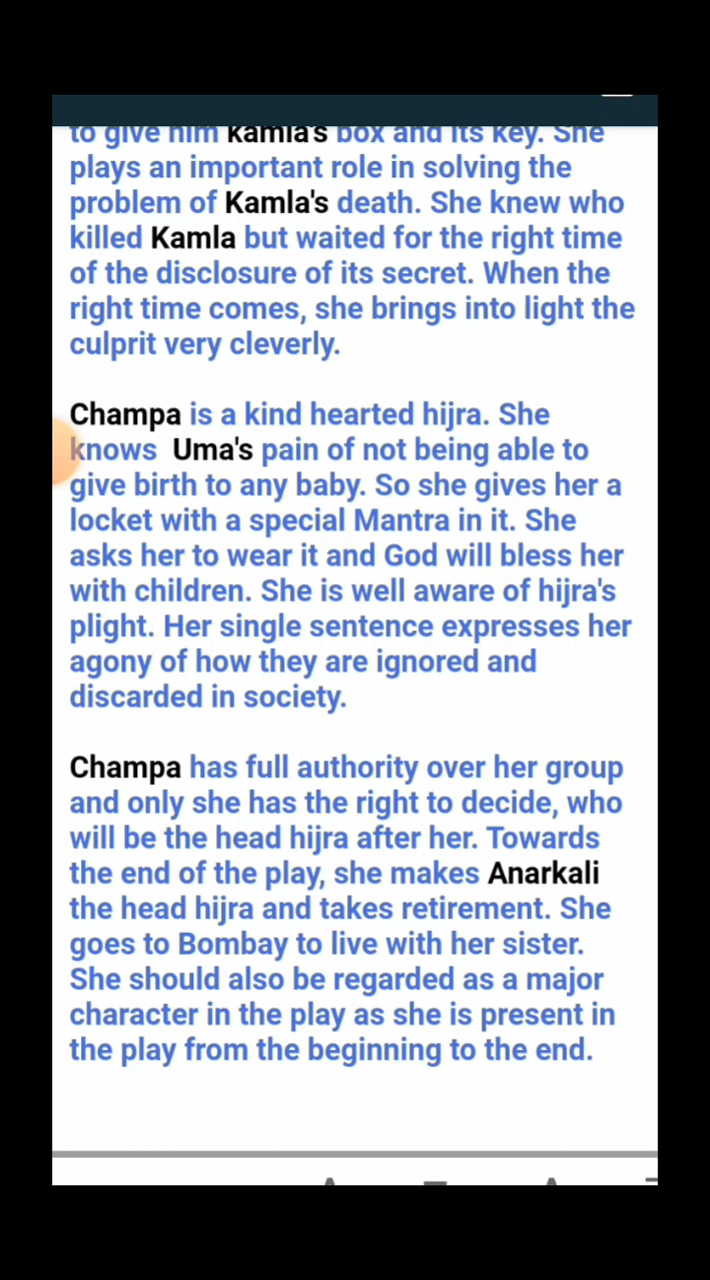 to give him kamla's box and its key. She
plays an important role in solving the
problem of Kamla's death. She knew who
killed Kamla but waited for the right time
of the disclosure of its secret. When the
right time comes, she brings into light the
culprit very cleverly.
Champa is a kind hearted hijra. She
knows Uma's pain of not being able to
give birth to any baby. So she gives her a
locket with a special Mantra in it. She
asks her to wear it and God will bless her
with children. She is well aware of hijra's
plight. Her single sentence expresses her
agony of how they are ignored and
discarded in society.
Champa has full authority over her group
and only she has the right to decide, who
will be the head hijra after her. Towards
the end of the play, she makes Anarkali
the head hijra and takes retirement. She
goes to Bombay to live with her sister.
She should also be regarded as a major
character in the play as she is present in
the play from the beginning to the end.